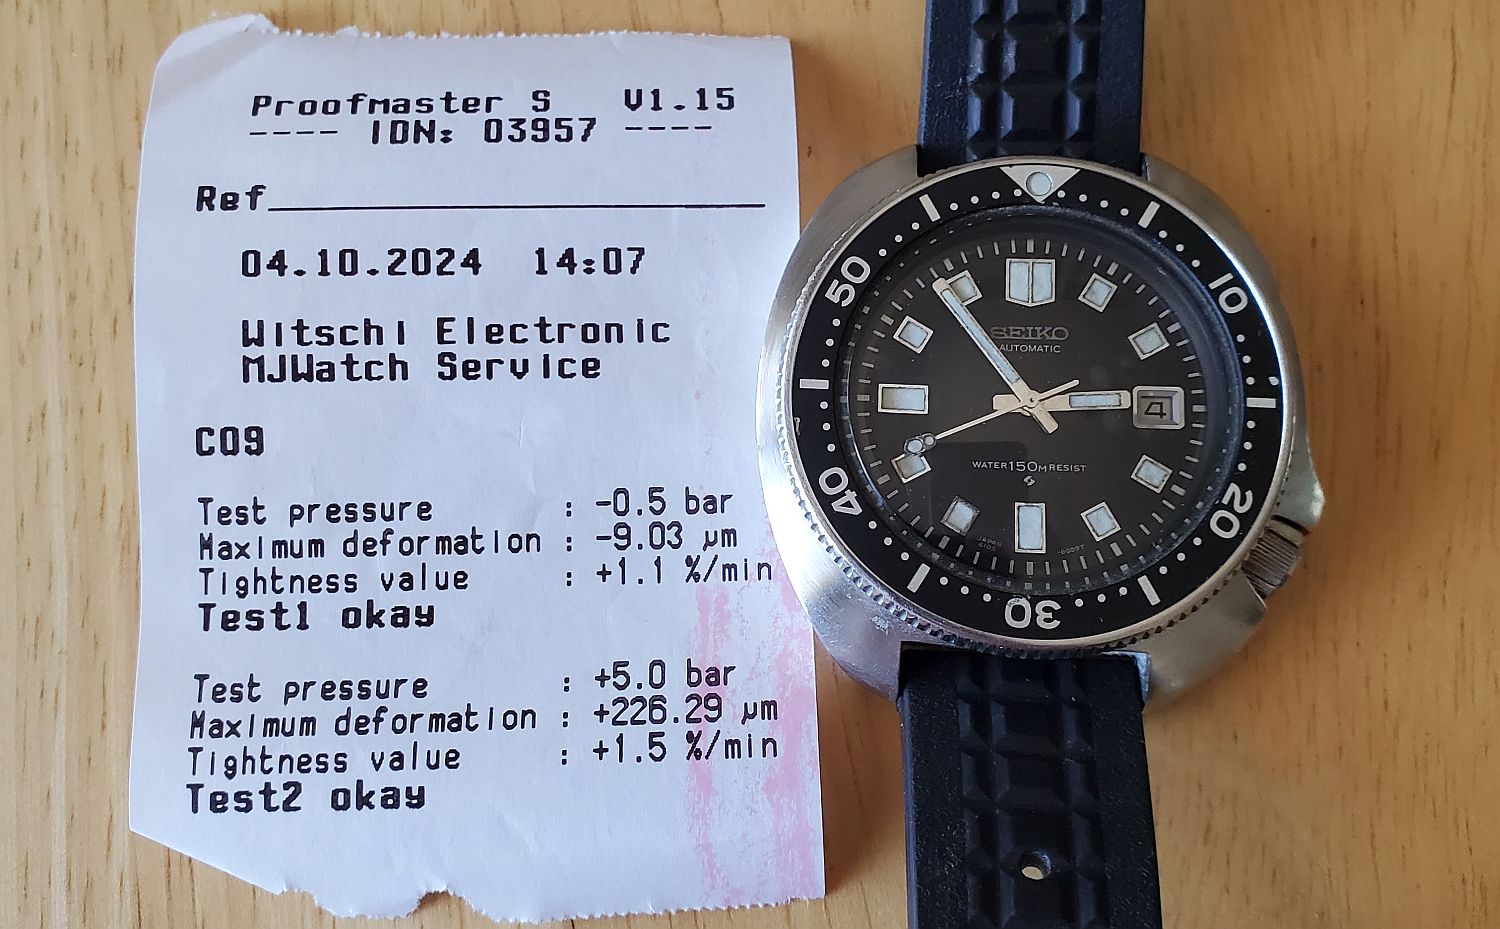 Proofmaster S V1.15
---- IDN: 03957 ----
Ref
04.10.2024 14:07
Witschi Electronic
MJWatch Service
C09
Test pressure : -0.5 bar
Maximum deformation : -9.03 µm
Tightness value : +1.1 %/min
Test1 okay
Test pressure : +5.0 bar
Maximum deformation : +226.29 µm
Tightness value : +1.5 %/min
Test2 okay
10
20
30
40
50
SEIKO
AUTOMATIC
4
WATER 150M RESIST
JAPAN